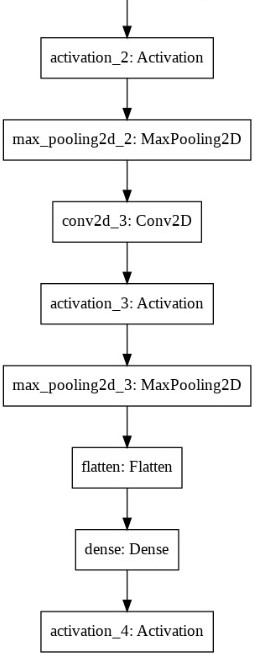 activation_2: Activation
max_pooling2d_2: MaxPooling2D
conv2d_3: Conv2D
activation_3: Activation
max_pooling2d_3: MaxPooling2D
flatten: Flatten
dense: Dense
activation_4: Activation